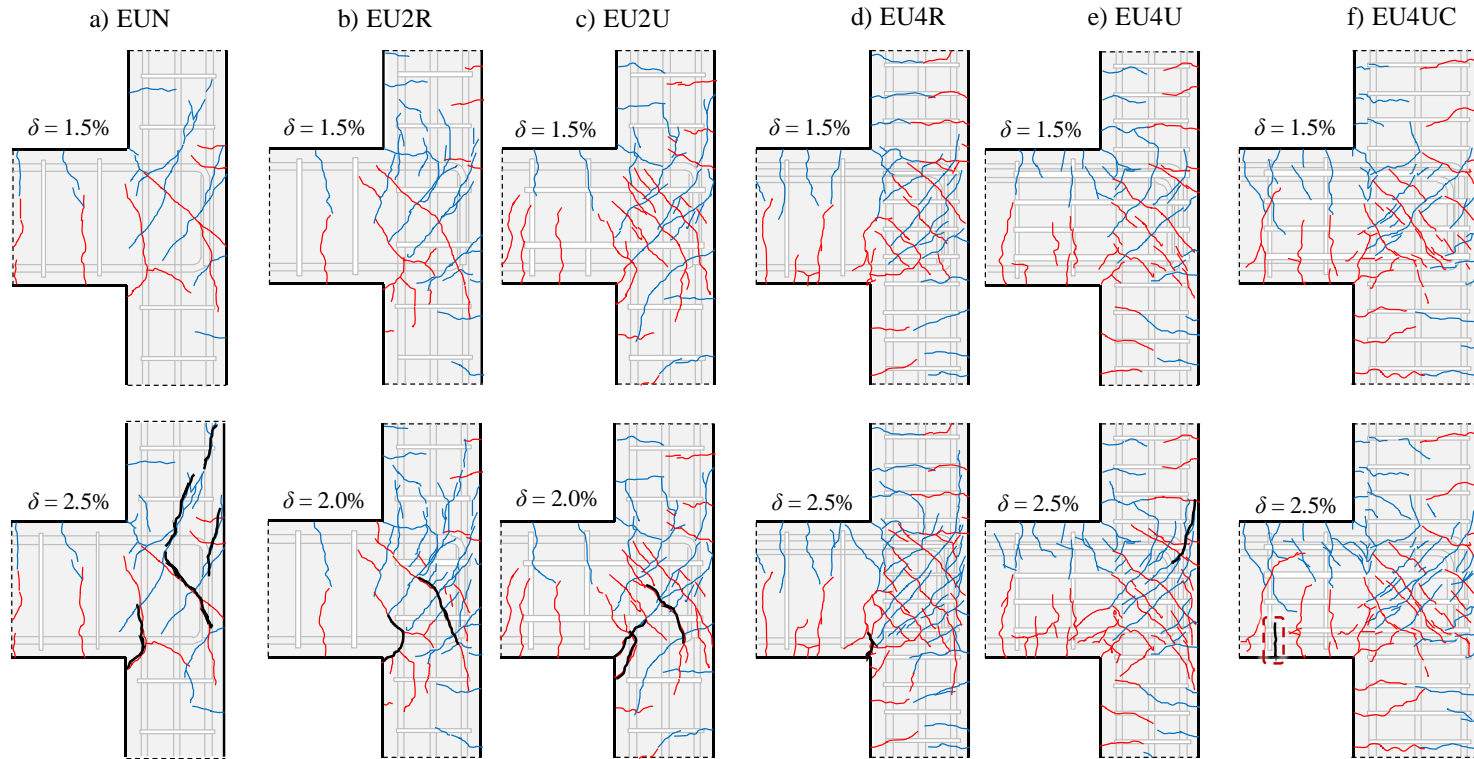 a) EUN
b) EU2R
c) EU2U
d) EU4R
e) EU4U
f) EU4UC
δ = 1.5%
δ = 1.5%
δ = 1.5%
δ = 1.5%
δ = 1.5%
δ = 1.5%
δ = 2.5%
δ = 2.0%
δ = 2.0%
δ = 2.5%
δ = 2.5%
δ = 2.5%